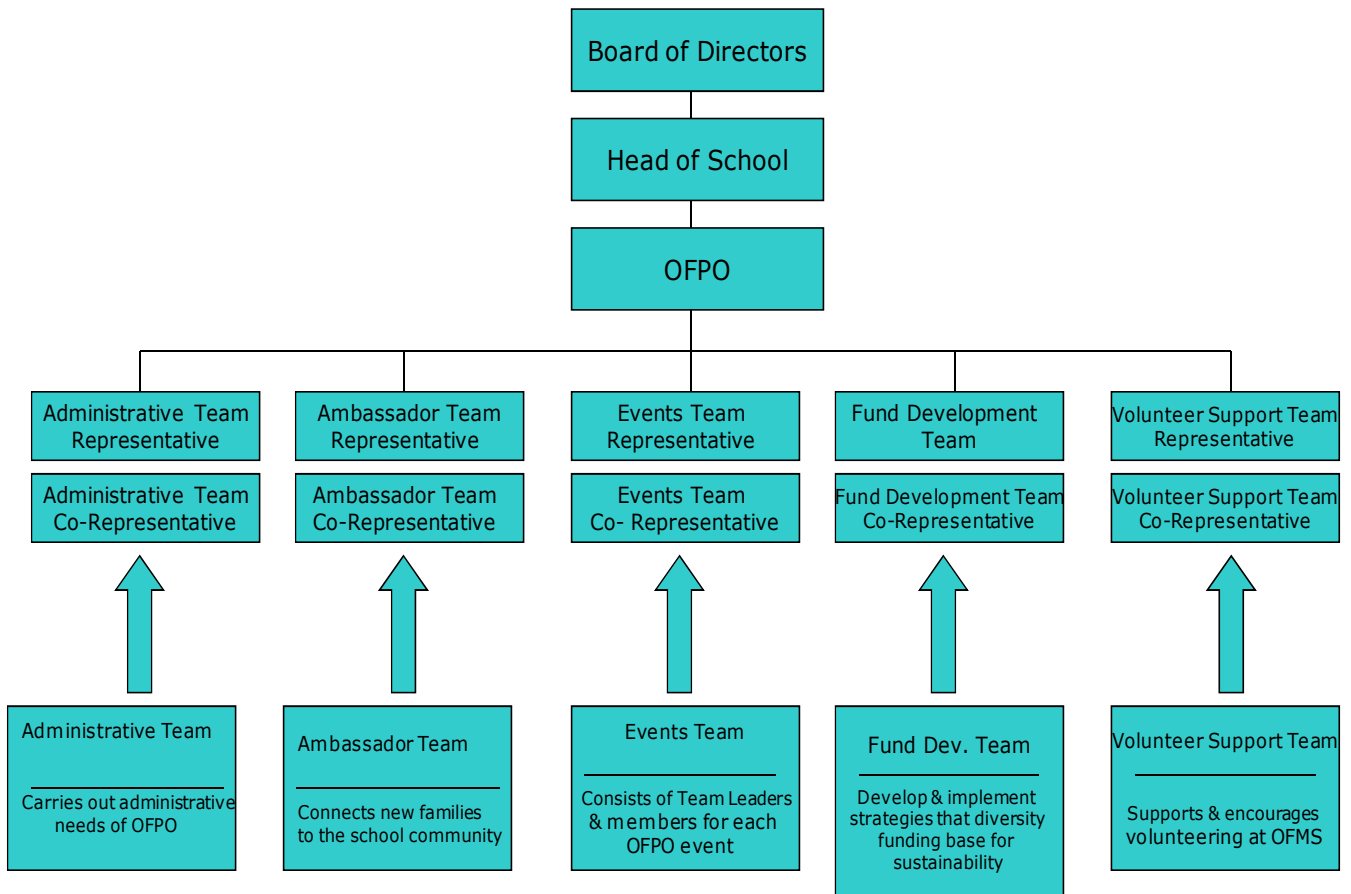 Board of Directors
Head of School
OFPO
Administrative Team
Representative
Ambassador Team
Representative
Events Team
Representative
Fund Development
Team
Volunteer Support Team
Representative
Administrative Team
Co-Representative
Ambassador Team
Co-Representative
Events Team
Co- Representative
Fund Development Team
Co-Representative
Volunteer Support Team
Co-Representative
Administrative Team
Carries out administrative
needs of OFPO
Ambassador Team
Connects new families
to the school community
Events Team
Consists of Team Leaders
& members for each
OFPO event
Fund Dev. Team
Develop & implement
strategies that diversity
funding base for
sustainability
Volunteer Support Team
Supports & encourages
volunteering at OFMS